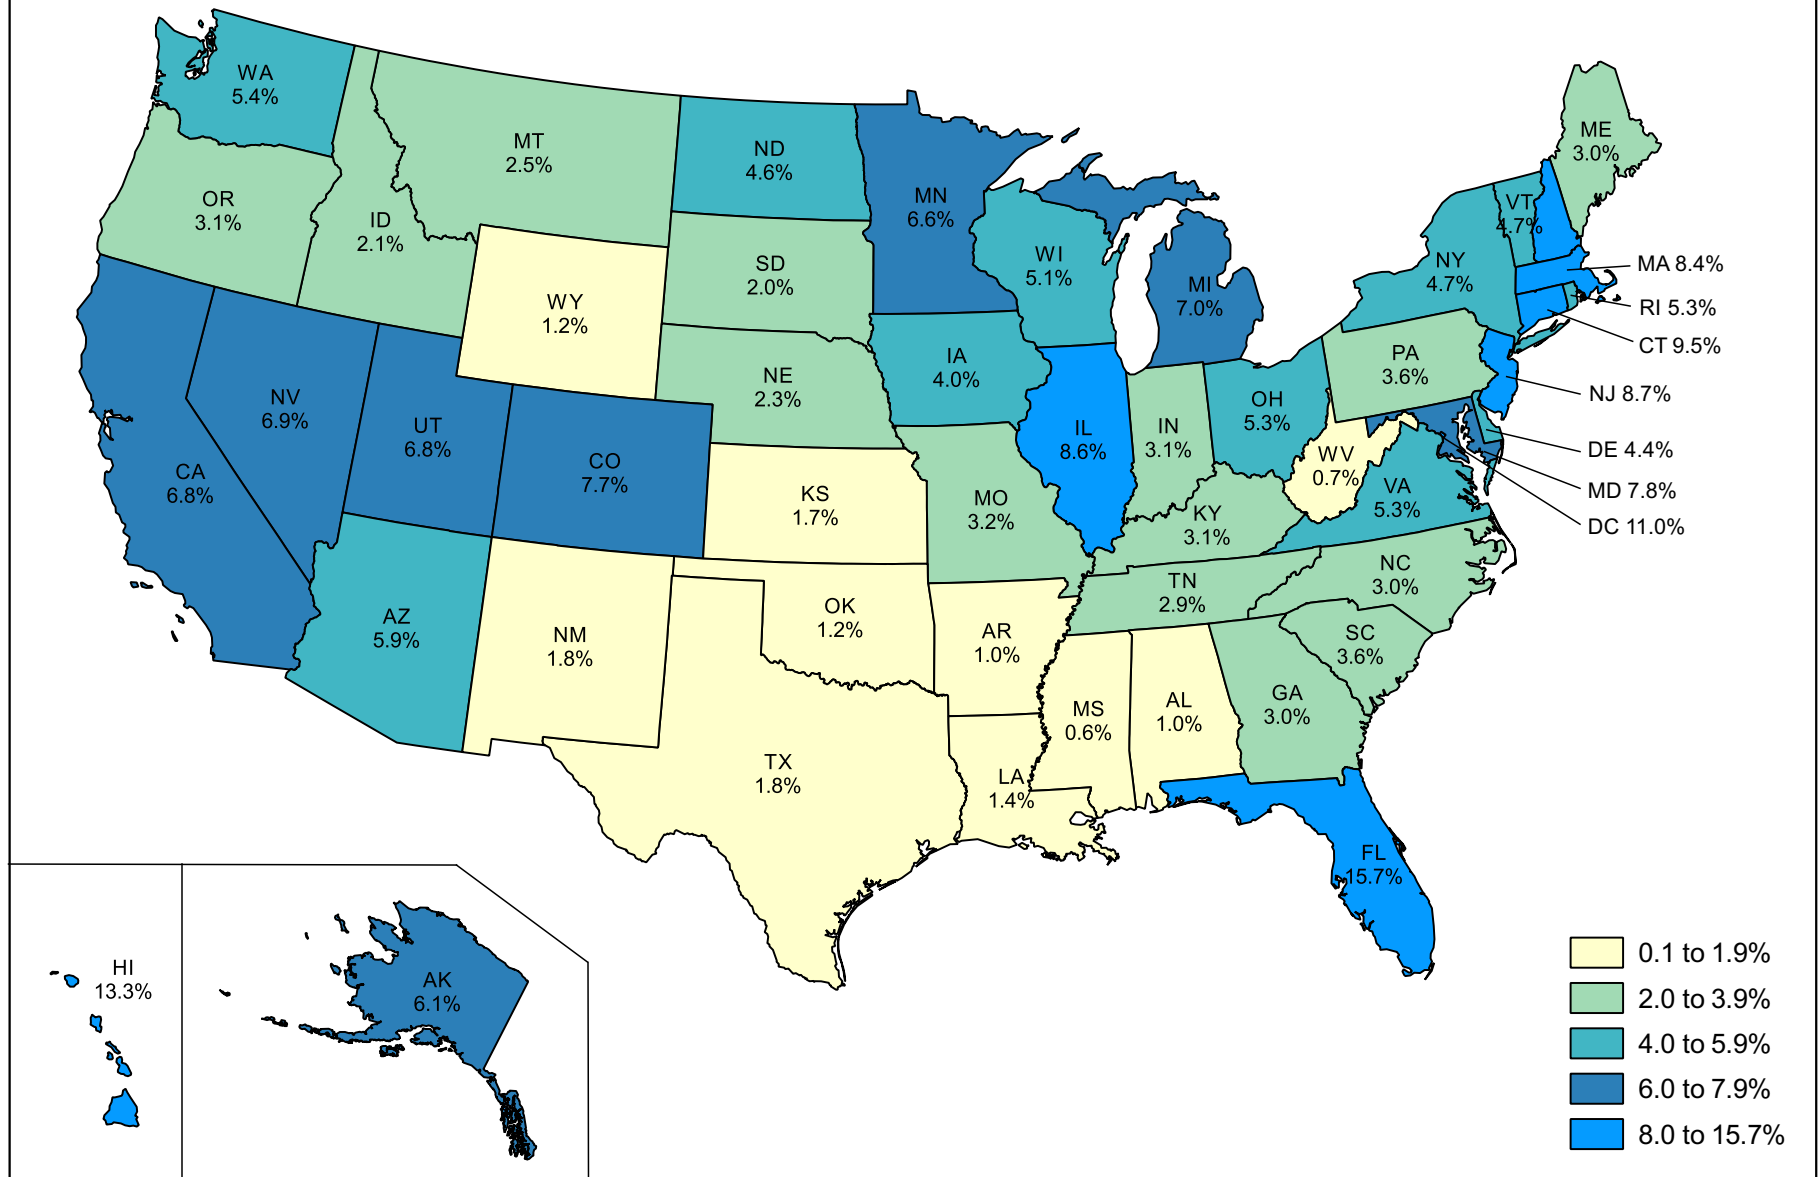 WA
5.4%
MT
2.5%
ND
4.6%
ME
3.0%
OR
3.1%
ID
2.1%
MN
6.6%
VT
4.7%
SD
2.0%
WI
5.1%
NY
4.7%
MA 8.4%
WY
1.2%
MI
7.0%
RI 5.3%
CT 9.5%
IA
4.0%
PA
3.6%
NE
2.3%
NJ 8.7%
NV
6.9%
UT
6.8%
OH
5.3%
IL
8.6%
IN
3.1%
DE 4.4%
CA
6.8%
CO
7.7%
WV
0.7%
KS
1.7%
MO
3.2%
VA
5.3%
MD 7.8%
KY
3.1%
DC 11.0%
NC
3.0%
TN
2.9%
AZ
5.9%
NM
1.8%
OK
1.2%
AR
1.0%
SC
3.6%
MS
0.6%
AL
1.0%
GA
3.0%
TX
1.8%
LA
1.4%
FL
15.7%
HI
13.3%
AK
6.1%
0.1 to 1.9%
2.0 to 3.9%
4.0 to 5.9%
6.0 to 7.9%
8.0 to 15.7%